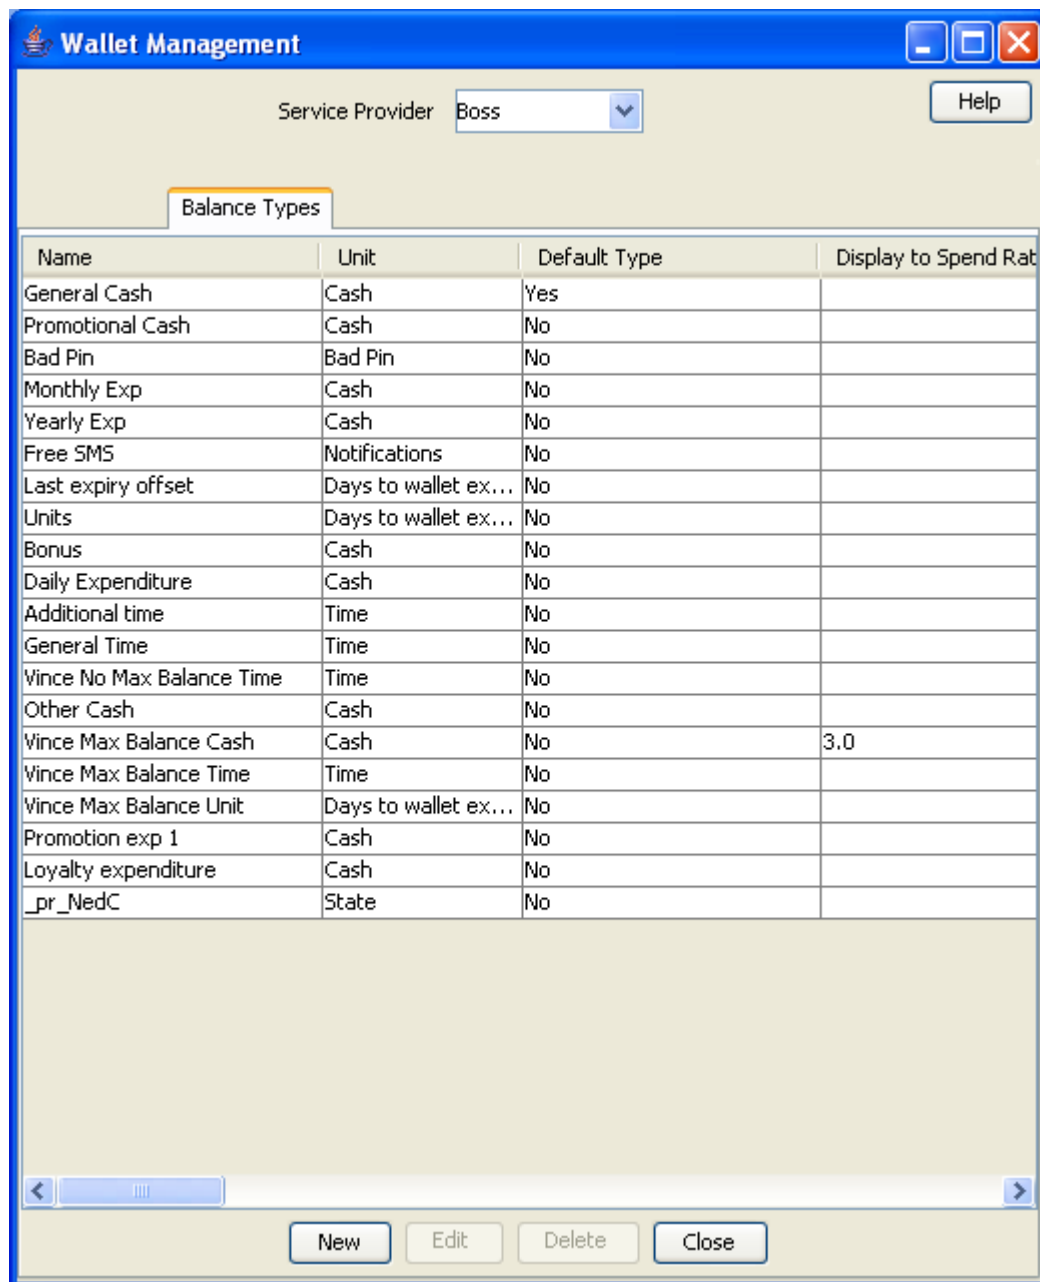 Wallet Management
Service Provider Boss Help
Balance Types
Name Unit Default Type Display to Spend Rat
General Cash Cash Yes
Promotional Cash Cash No
Bad Pin Bad Pin No
Monthly Exp Cash No
Yearly Exp Cash No
Free SMS Notifications No
Last expiry offset Days to wallet ex... No
Units Days to wallet ex... No
Bonus Cash No
Daily Expenditure Cash No
Additional time Time No
General Time Time No
Vince No Max Balance Time Time No
Other Cash Cash No
Vince Max Balance Cash Cash No 3.0
Vince Max Balance Time Time No
Vince Max Balance Unit Days to wallet ex... No
Promotion exp 1 Cash No
Loyalty expenditure Cash No
_pr_NedC State No
New Edit Delete Close